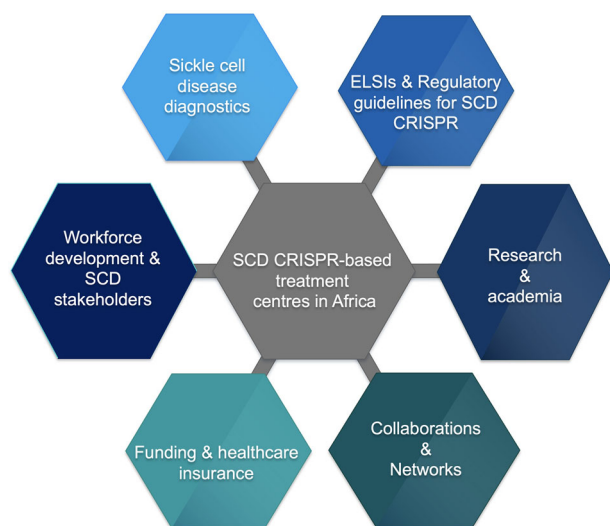 Sickle cell
disease
diagnostics
ELSIs & Regulatory
guidelines for SCD
CRISPR
Workforce
development &
SCD
stakeholders
SCD CRISPR-based
treatment
centres in Africa
Research
&
academia
Funding & healthcare
insurance
Collaborations
&
Networks